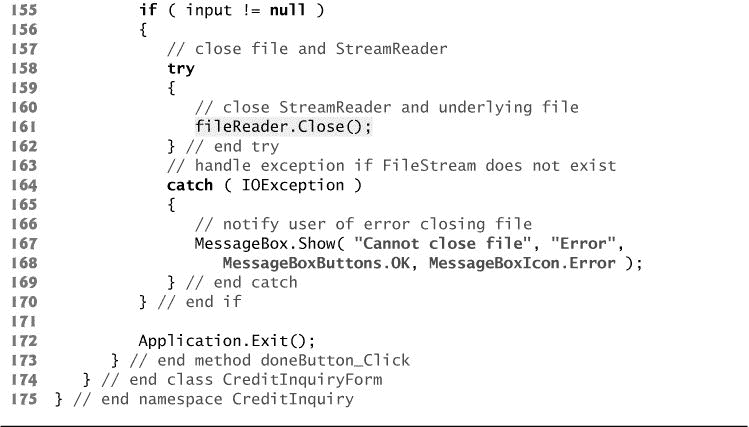 155 if ( input != null )
156 {
157 // close file and StreamReader
158 try
159 {
160 // close StreamReader and underlying file
161 fileReader.Close();
162 } // end try
163 // handle exception if FileStream does not exist
164 catch ( IOException )
165 {
166 // notify user of error closing file
167 MessageBox.Show( "Cannot close file", "Error",
168 MessageBoxButtons.OK, MessageBoxIcon.Error );
169 } // end catch
170 } // end if
171
172 Application.Exit();
173 } // end method doneButton_Click
174 } // end class CreditInquiryForm
175 } // end namespace CreditInquiry